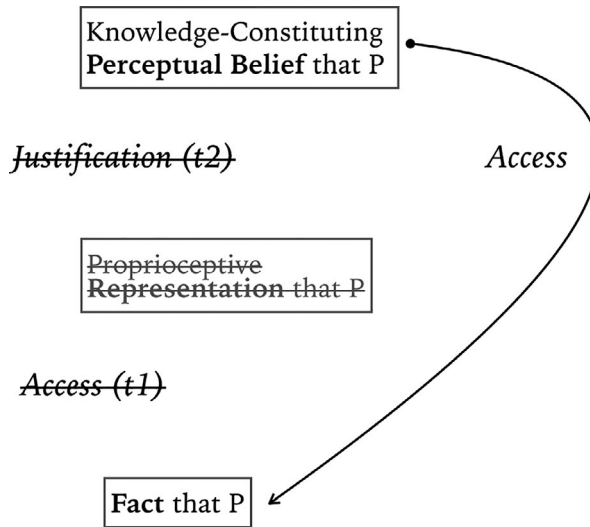 Knowledge-Constituting
Perceptual Belief that P
Justification (t2)
Access
Proprioceptive
Representation that P
Access (t1)
Fact that P